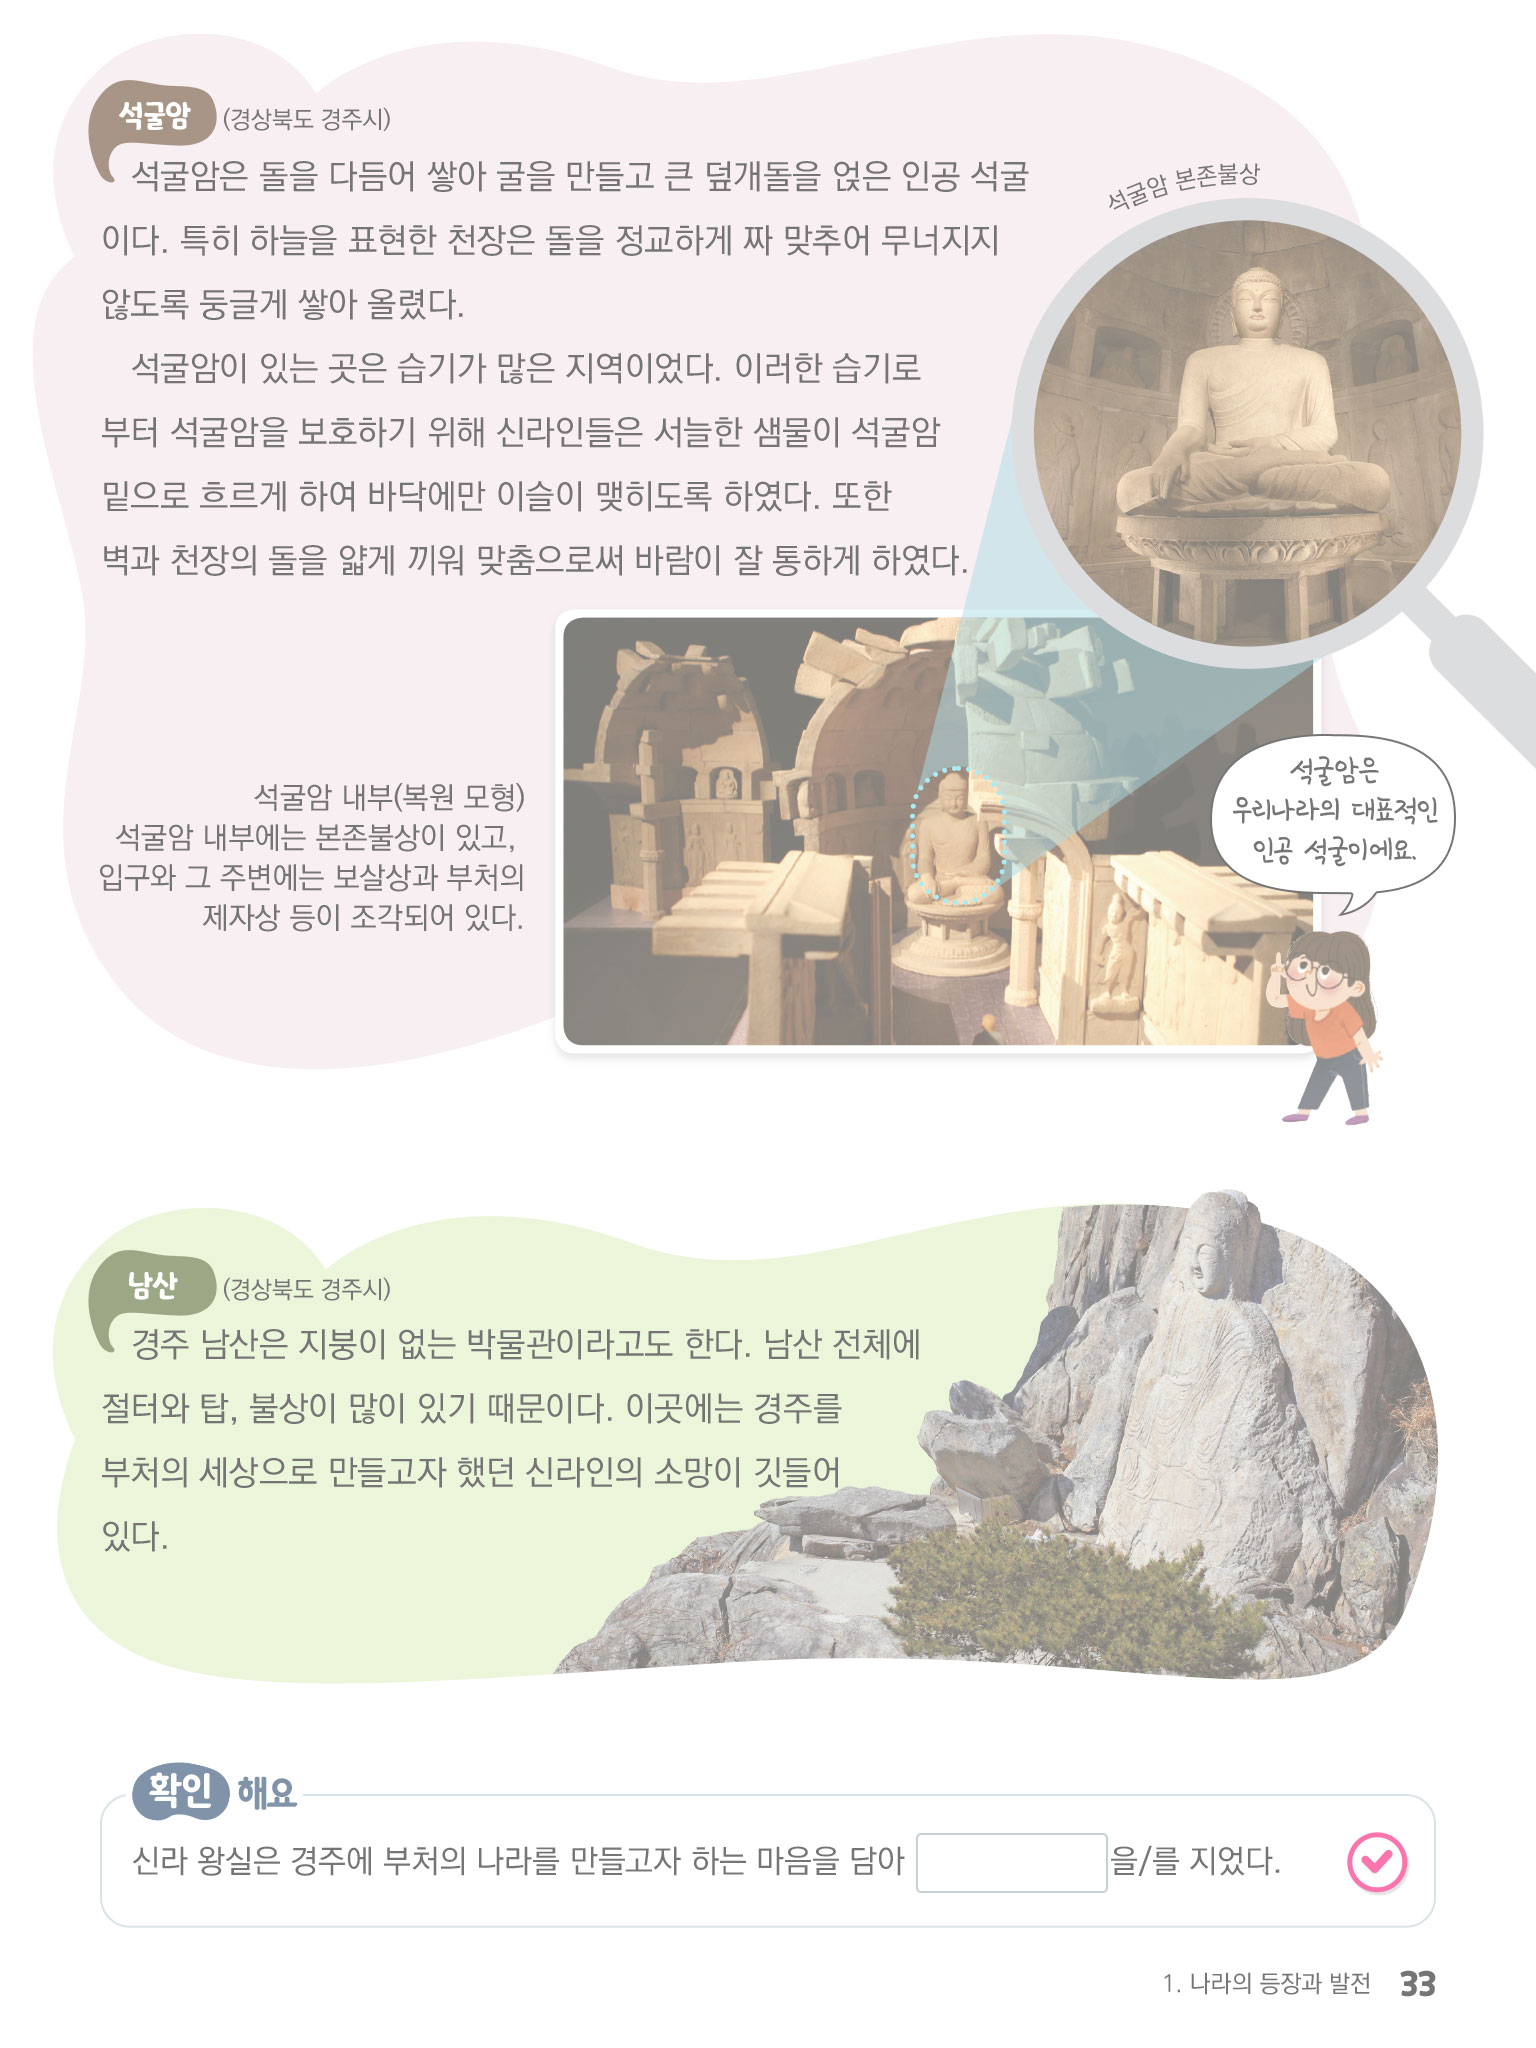 석굴암 (경상북도 경주시)
석굴암은 돌을 다듬어 쌓아 굴을 만들고 큰 덮개돌을 얹은 인공 석굴
이다. 특히 하늘을 표현한 천장은 돌을 정교하게 짜 맞추어 무너지지
않도록 둥글게 쌓아 올렸다.
석굴암이 있는 곳은 습기가 많은 지역이었다. 이러한 습기로
부터 석굴암을 보호하기 위해 신라인들은 서늘한 샘물이 석굴암
밑으로 흐르게 하여 바닥에만 이슬이 맺히도록 하였다. 또한
벽과 천장의 돌을 얇게 끼워 맞춤으로써 바람이 잘 통하게 하였다.
석굴암 본존불상
석굴암 내부(복원 모형)
석굴암 내부에는 본존불상이 있고,
입구와 그 주변에는 보살상과 부처의
제자상 등이 조각되어 있다.
석굴암은
우리나라의 대표적인
인공 석굴이에요.
남산 (경상북도 경주시)
경주 남산은 지붕이 없는 박물관이라고도 한다. 남산 전체에
절터와 탑, 불상이 많이 있기 때문이다. 이곳에는 경주를
부처의 세상으로 만들고자 했던 신라인의 소망이 깃들어
있다.
확인 해요
신라 왕실은 경주에 부처의 나라를 만들고자 하는 마음을 담아 을/를 지었다.
1. 나라의 등장과 발전 33